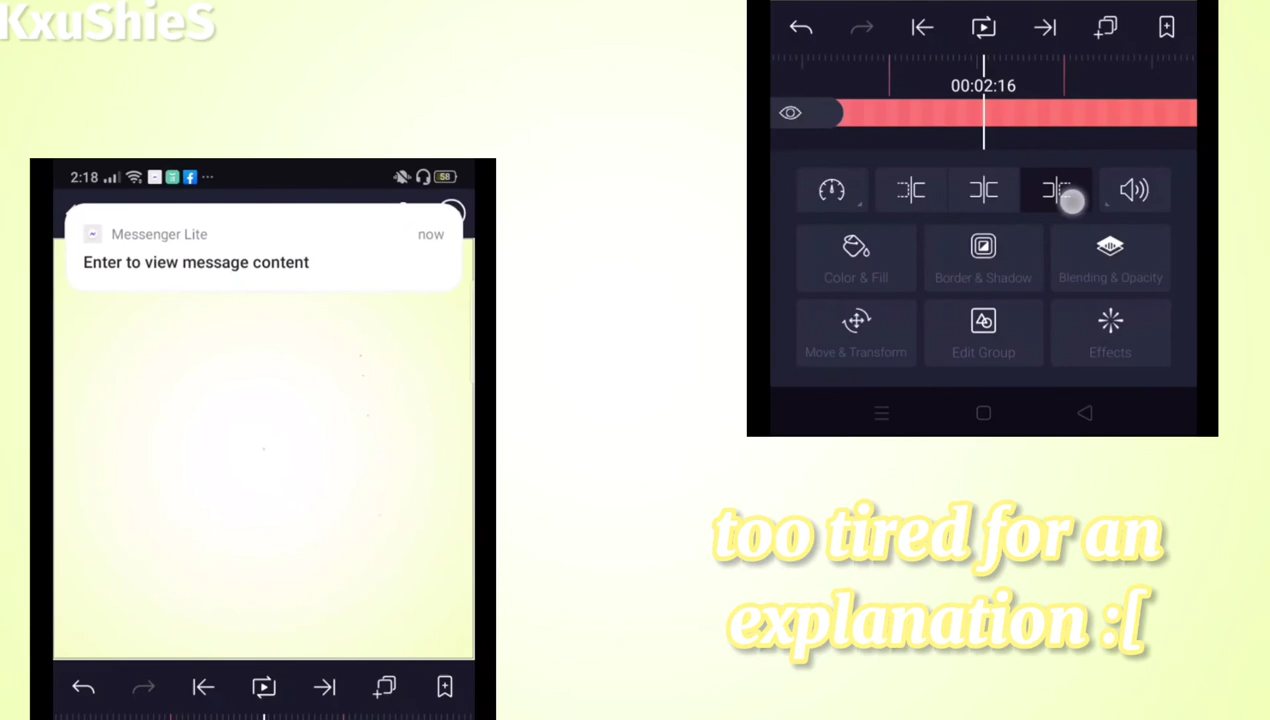 KxuShieS
2:18
58
Messenger Lite
now
Enter to view message content
00:02:16
Color & Fill
Border & Shadow
Blending & Opacity
Move & Transform
Edit Group
Effects
too tired for an
explanation :[